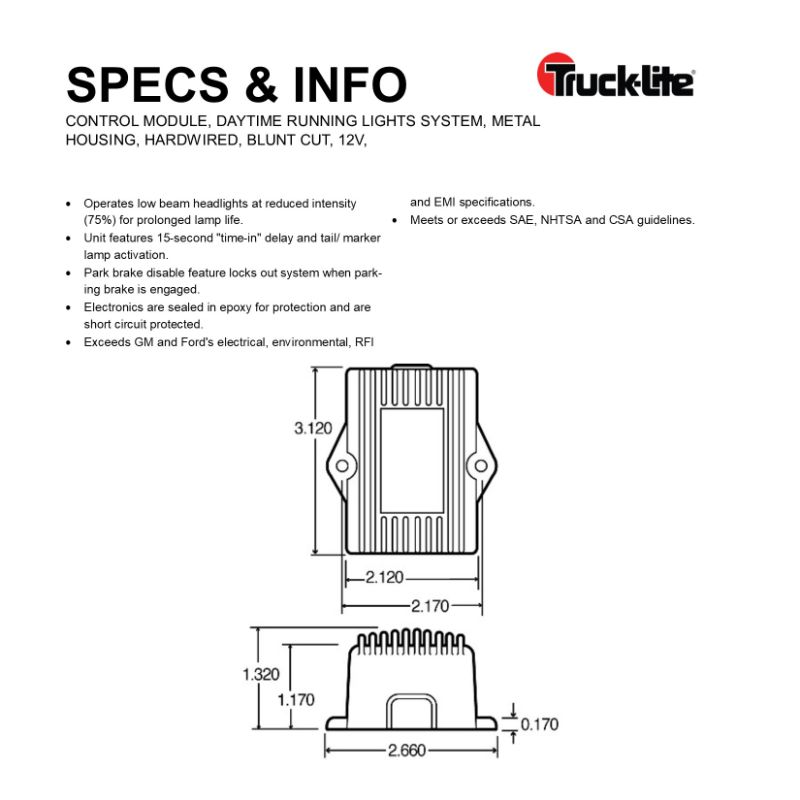 SPECS & INFO
Truck-Lite®
CONTROL MODULE, DAYTIME RUNNING LIGHTS SYSTEM, METAL
HOUSING, HARDWIRED, BLUNT CUT, 12V,
• Operates low beam headlights at reduced intensity
(75%) for prolonged lamp life.
• Unit features 15-second "time-in" delay and tail/ marker
lamp activation.
• Park brake disable feature locks out system when park-
ing brake is engaged.
• Electronics are sealed in epoxy for protection and are
short circuit protected.
• Exceeds GM and Ford's electrical, environmental, RFI
and EMI specifications.
• Meets or exceeds SAE, NHTSA and CSA guidelines.
3.120
2.120
2.170
1.320
1.170
0.170
2.660